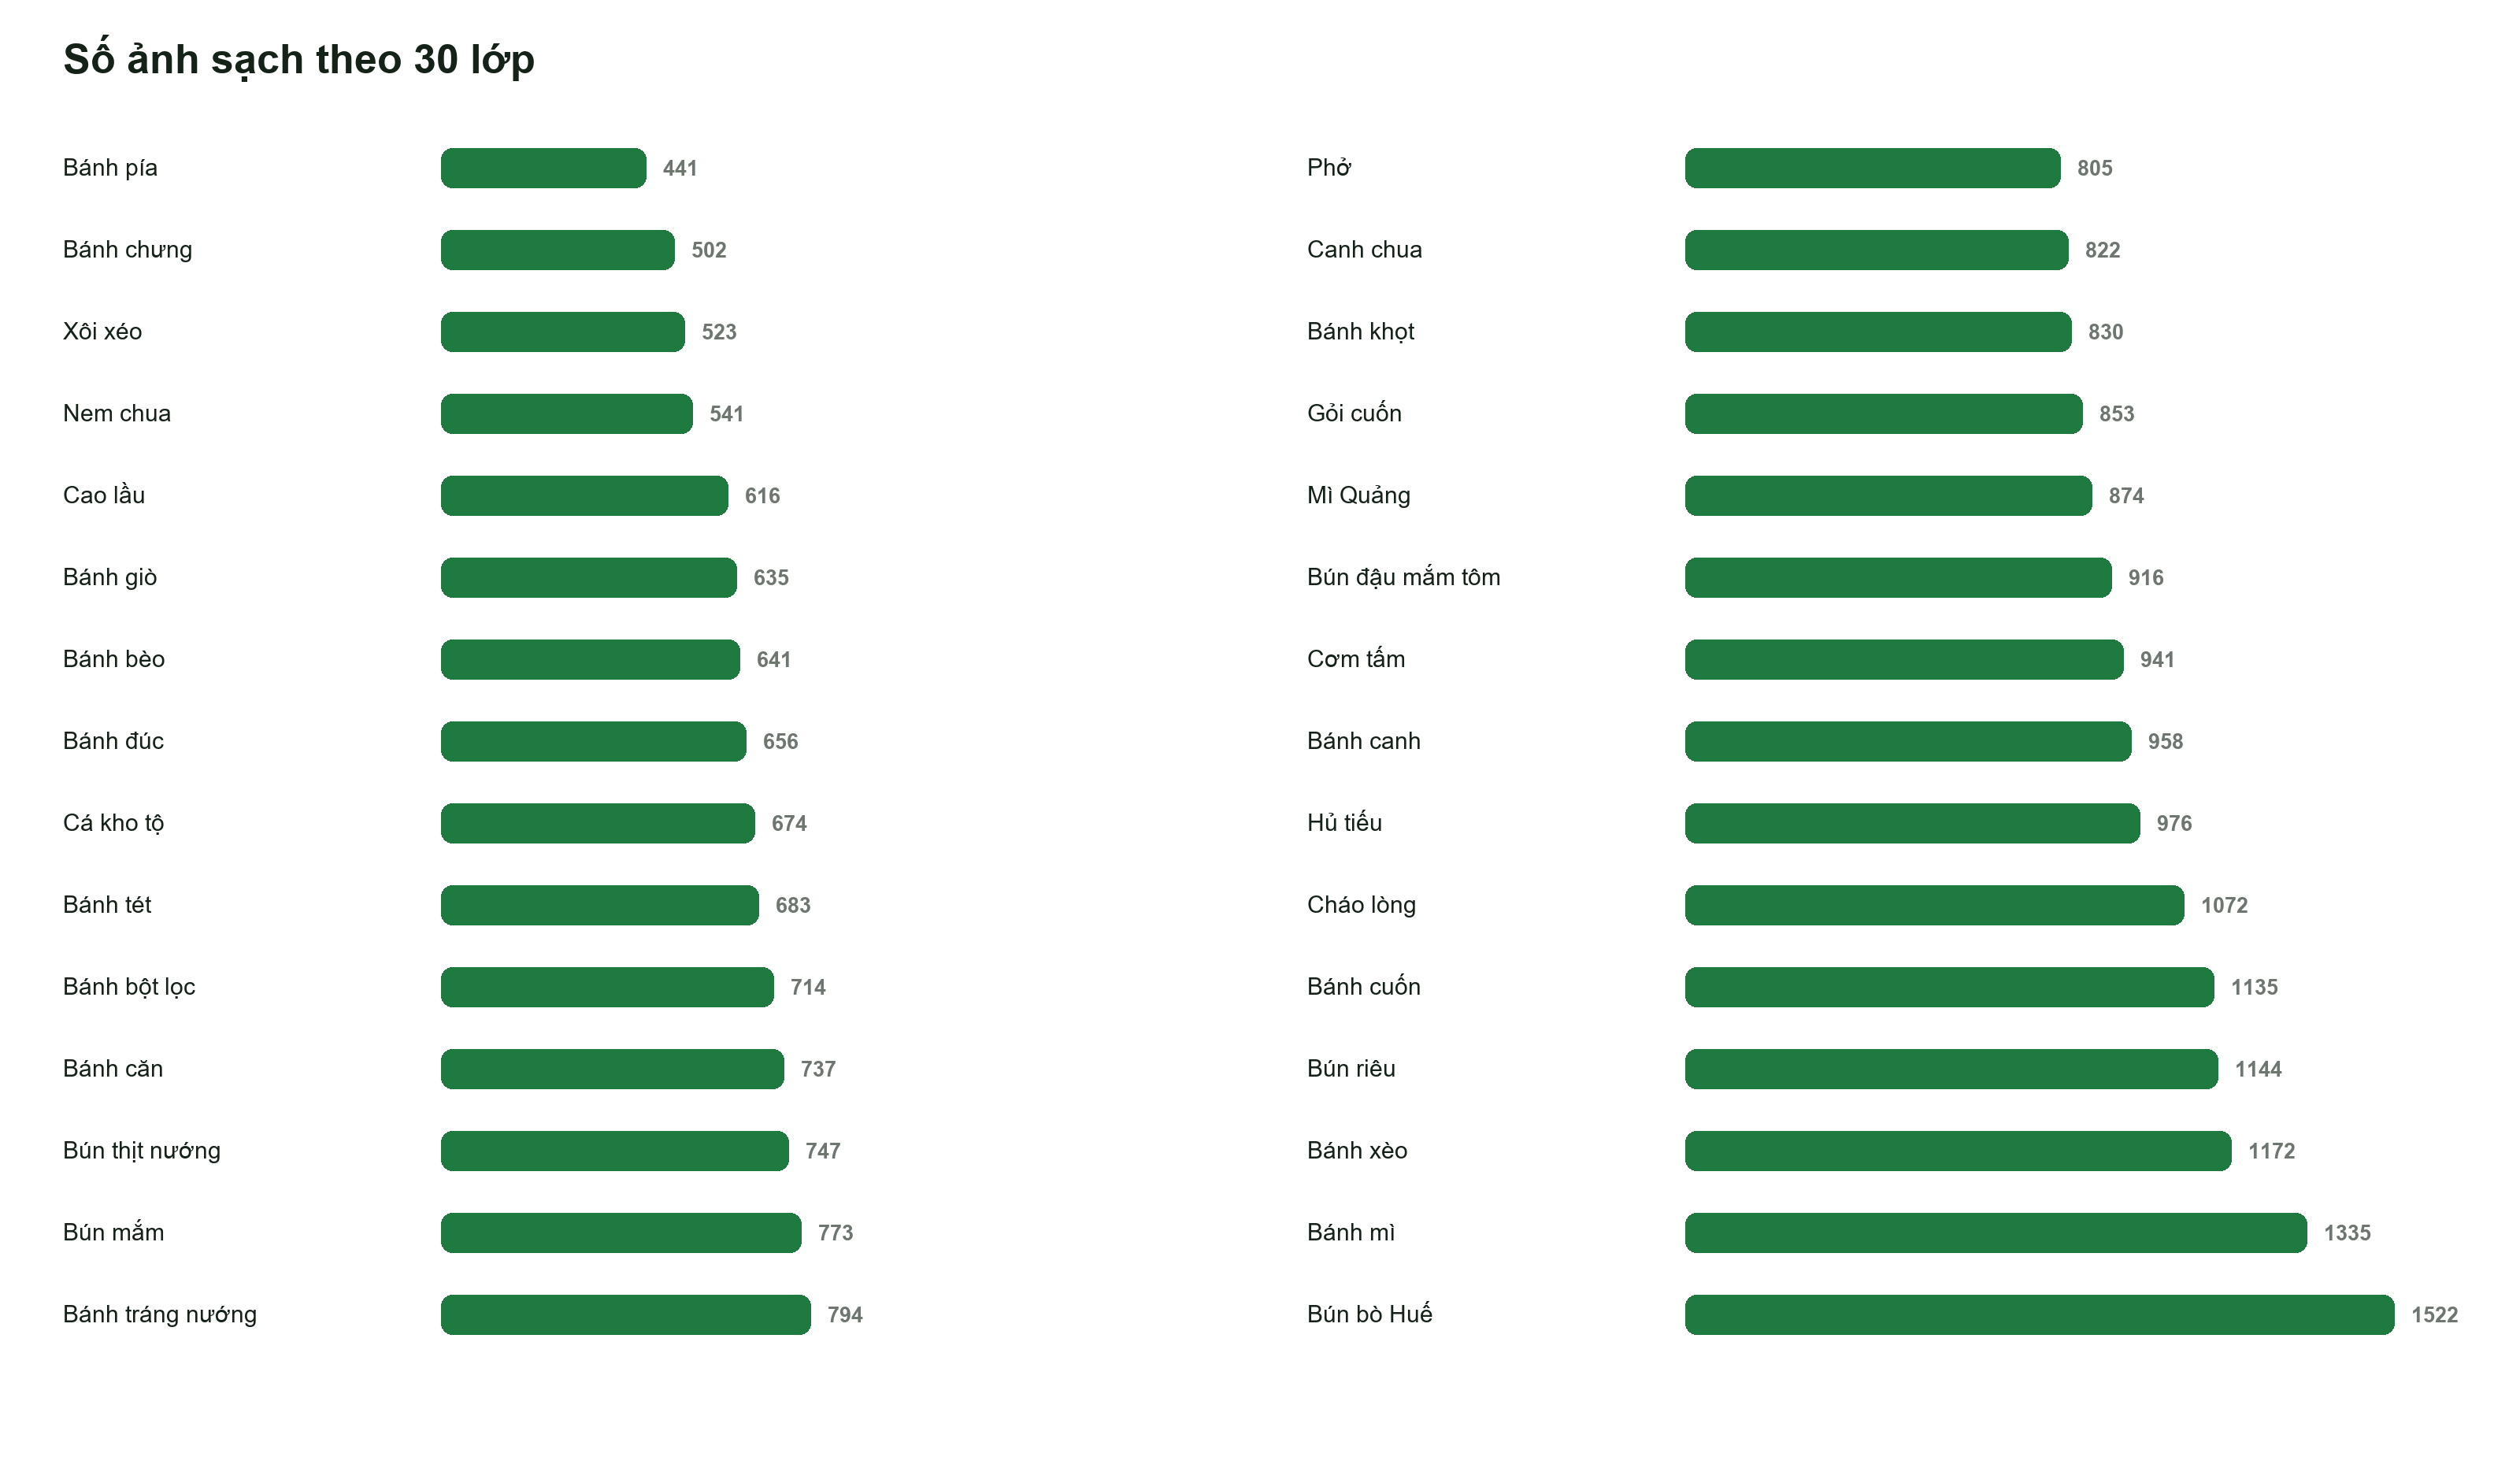 Số ảnh sạch theo 30 lớp
Bánh pía 441
Bánh chưng 502
Xôi xéo 523
Nem chua 541
Cao lầu 616
Bánh giò 635
Bánh bèo 641
Bánh đúc 656
Cá kho tộ 674
Bánh tét 683
Bánh bột lọc 714
Bánh căn 737
Bún thịt nướng 747
Bún mắm 773
Bánh tráng nướng 794
Phở 805
Canh chua 822
Bánh khọt 830
Gỏi cuốn 853
Mì Quảng 874
Bún đậu mắm tôm 916
Cơm tấm 941
Bánh canh 958
Hủ tiếu 976
Cháo lòng 1072
Bánh cuốn 1135
Bún riêu 1144
Bánh xèo 1172
Bánh mì 1335
Bún bò Huế 1522